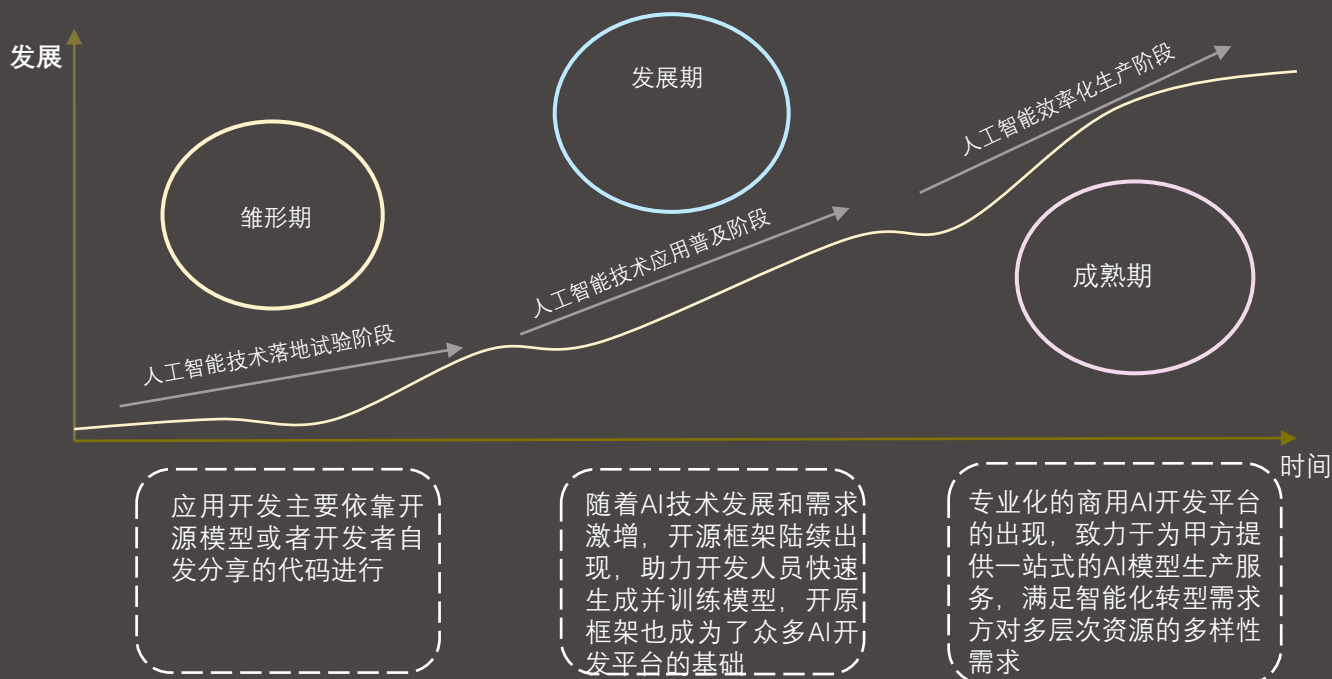 发展
发展期
雏形期
成熟期
人工智能技术落地试验阶段
人工智能技术应用普及阶段
人工智能效率化生产阶段
时间
应用开发主要依靠开
源模型或者开发者自
发分享的代码进行
随着AI技术发展和需求
激增，开源框架陆续出
现，助力开发人员快速
生成并训练模型，开原
框架也成为了众多AI开
发平台的基础
专业化的商用AI开发平台
的出现，致力于为甲方提
供一站式的AI模型生产服
务，满足智能化转型需求
方对多层次资源的多样性
需求